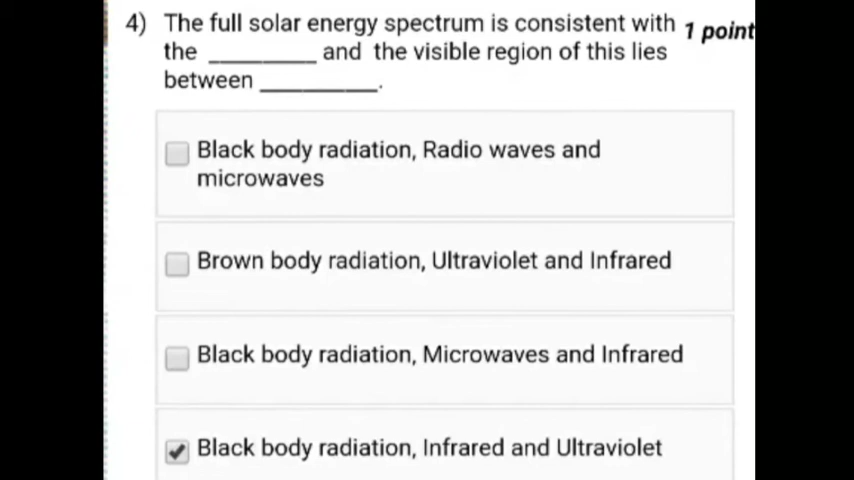 4) The full solar energy spectrum is consistent with 1 point
the __________ and the visible region of this lies
between ___________.
Black body radiation, Radio waves and
microwaves
Brown body radiation, Ultraviolet and Infrared
Black body radiation, Microwaves and Infrared
Black body radiation, Infrared and Ultraviolet